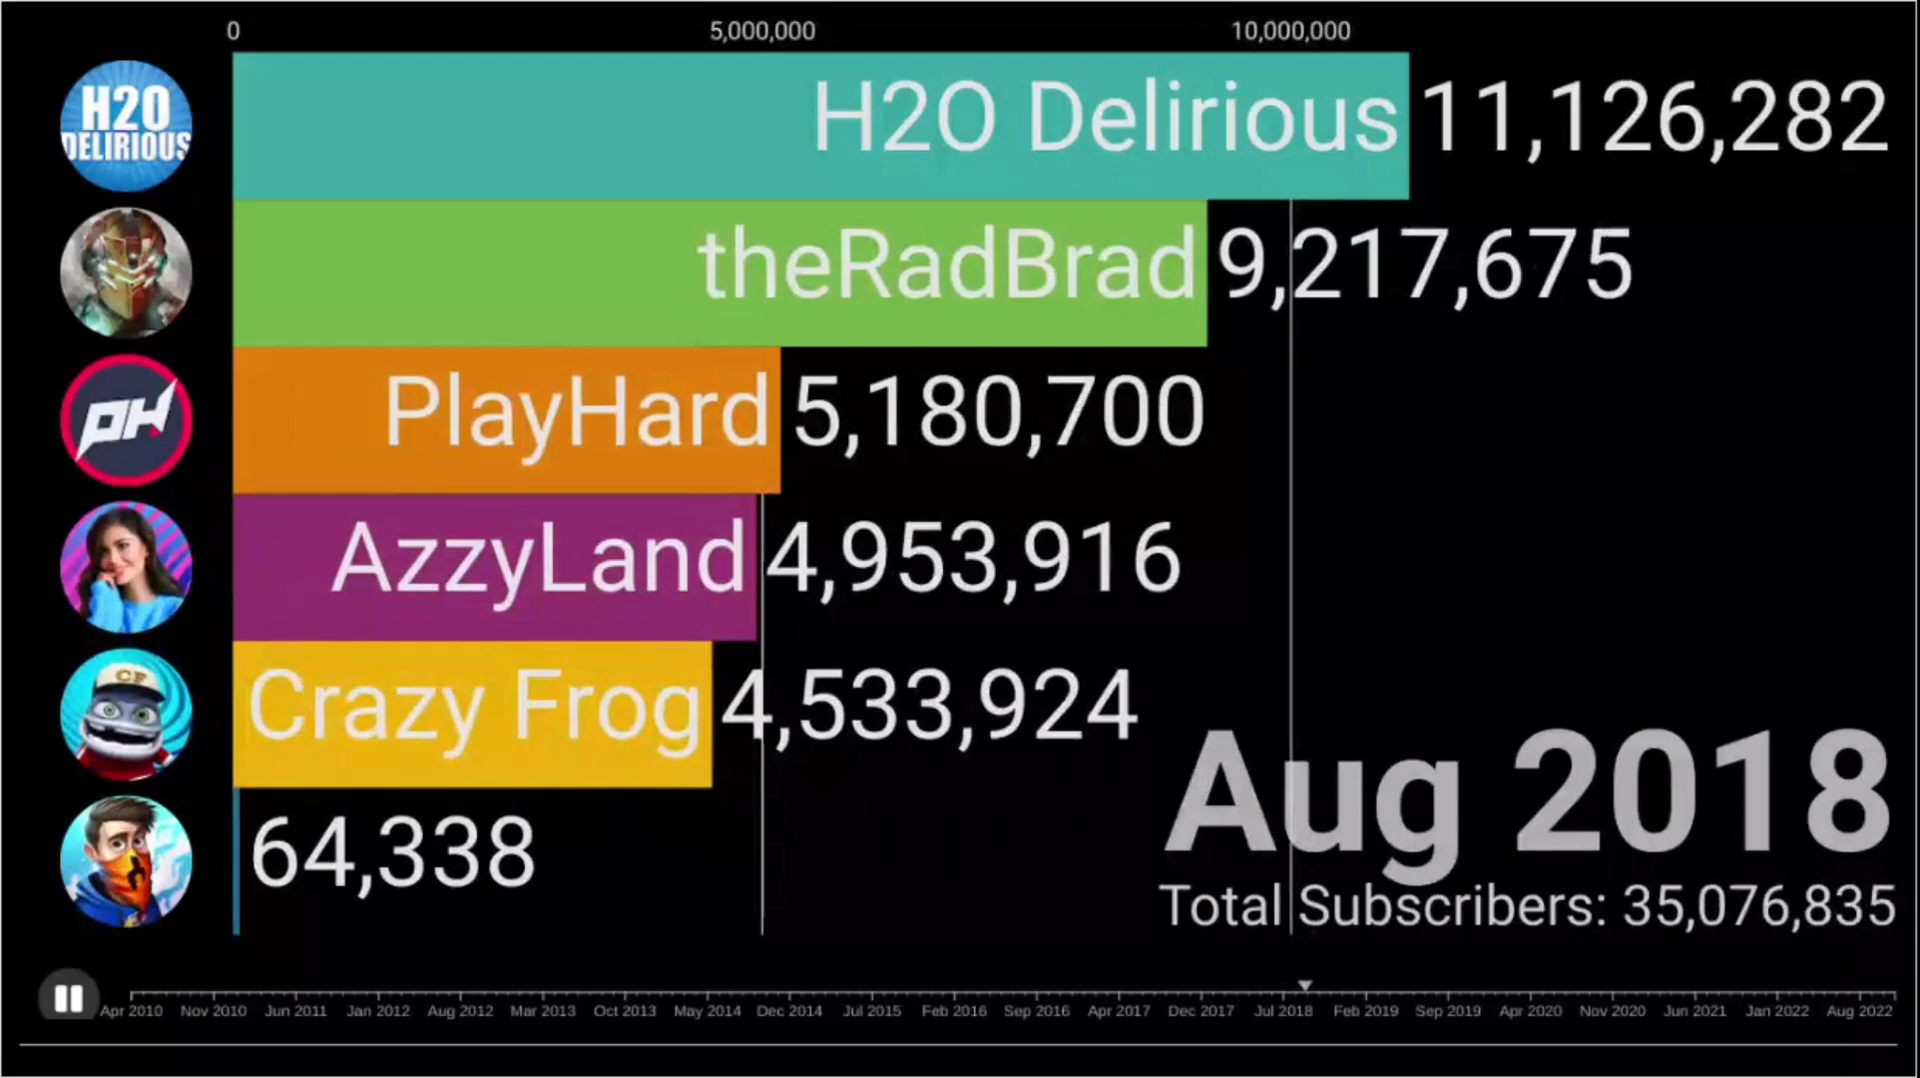 0 5,000,000 10,000,000
H2O DELIRIOUS H2O Delirious 11,126,282
theRadBrad 9,217,675
PH PlayHard 5,180,700
AzzyLand 4,953,916
CF Crazy Frog 4,533,924
64,338
Aug 2018
Total Subscribers: 35,076,835
Apr 2010 Nov 2010 Jun 2011 Jan 2012 Aug 2012 Mar 2013 Oct 2013 May 2014 Dec 2014 Jul 2015 Feb 2016 Sep 2016 Apr 2017 Dec 2017 Jul 2018 Feb 2019 Sep 2019 Apr 2020 Nov 2020 Jun 2021 Jan 2022 Aug 2022